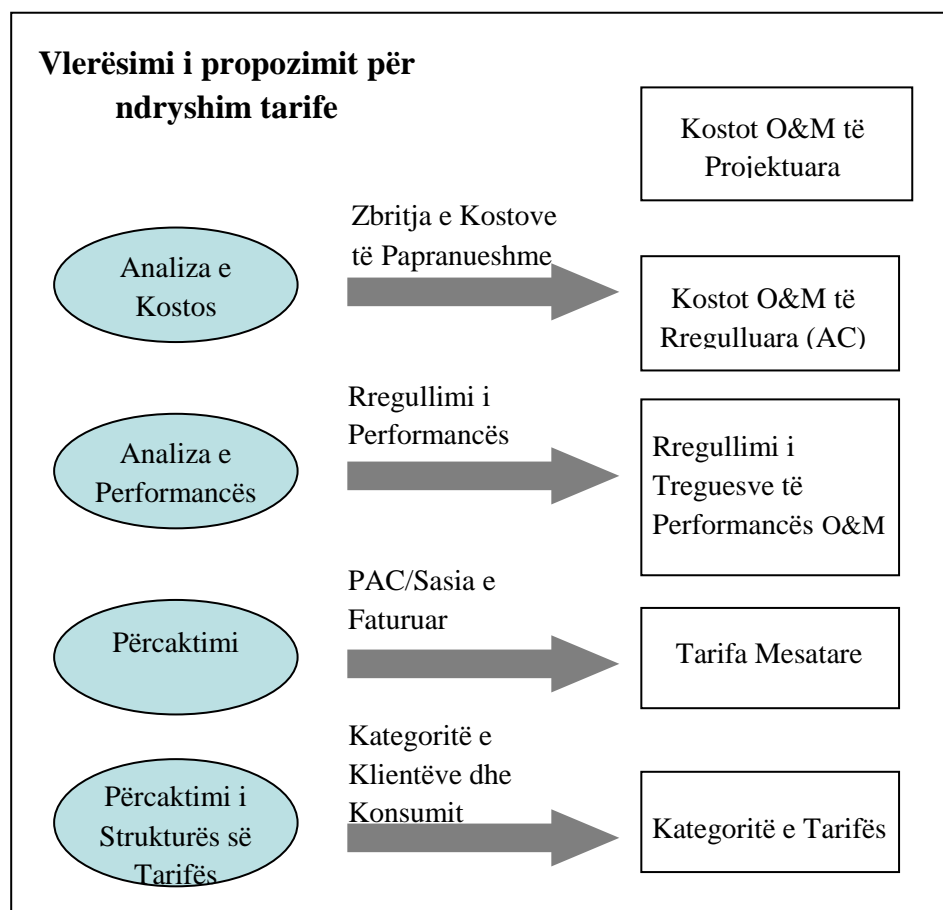 Vlerësimi i propozimit për
ndryshim tarife
Kostot O&M të
Projektuara
Analiza e
Kostos
Zbritja e Kostove
të Papranueshme
Kostot O&M të
Rregulluara (AC)
Analiza e
Performancës
Rregullimi i
Performancës
Rregullimi i
Treguesve të
Performancës O&M
Përcaktimi
PAC/Sasia e
Faturuar
Tarifa Mesatare
Përcaktimi i
Strukturës së
Tarifës
Kategoritë e
Klientëve dhe
Konsumit
Kategoritë e Tarifës